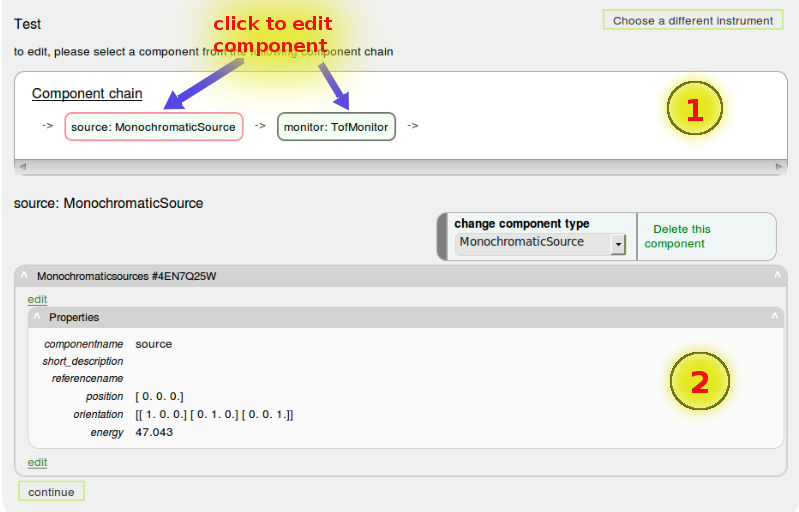 Test
Choose a different instrument
click to edit
component
to edit, please select a component from the following component chain
Component chain
-> source: MonochromaticSource -> monitor: TofMonitor ->
1
source: MonochromaticSource
change component type
MonochromaticSource
Delete this
component
Monochromaticsources #4EN7Q25W
edit
Properties
componentname source
short_description
referencename
position [ 0. 0. 0.]
orientation [[ 1. 0. 0.] [ 0. 1. 0.] [ 0. 0. 1.]]
energy 47.043
2
edit
continue